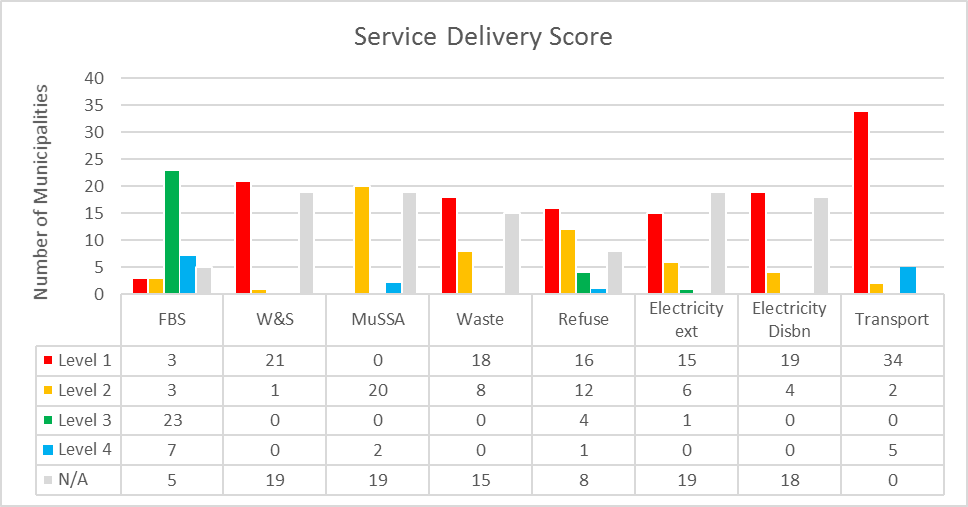 Service Delivery Score
Number of Municipalities
40
35
30
25
20
15
10
5
0
FBS W&S MuSSA Waste Refuse Electricity ext Electricity Disbn Transport
Level 1 3 21 0 18 16 15 19 34
Level 2 3 1 20 8 12 6 4 2
Level 3 23 0 0 0 4 1 0 0
Level 4 7 0 2 0 1 0 0 5
N/A 5 19 19 15 8 19 18 0